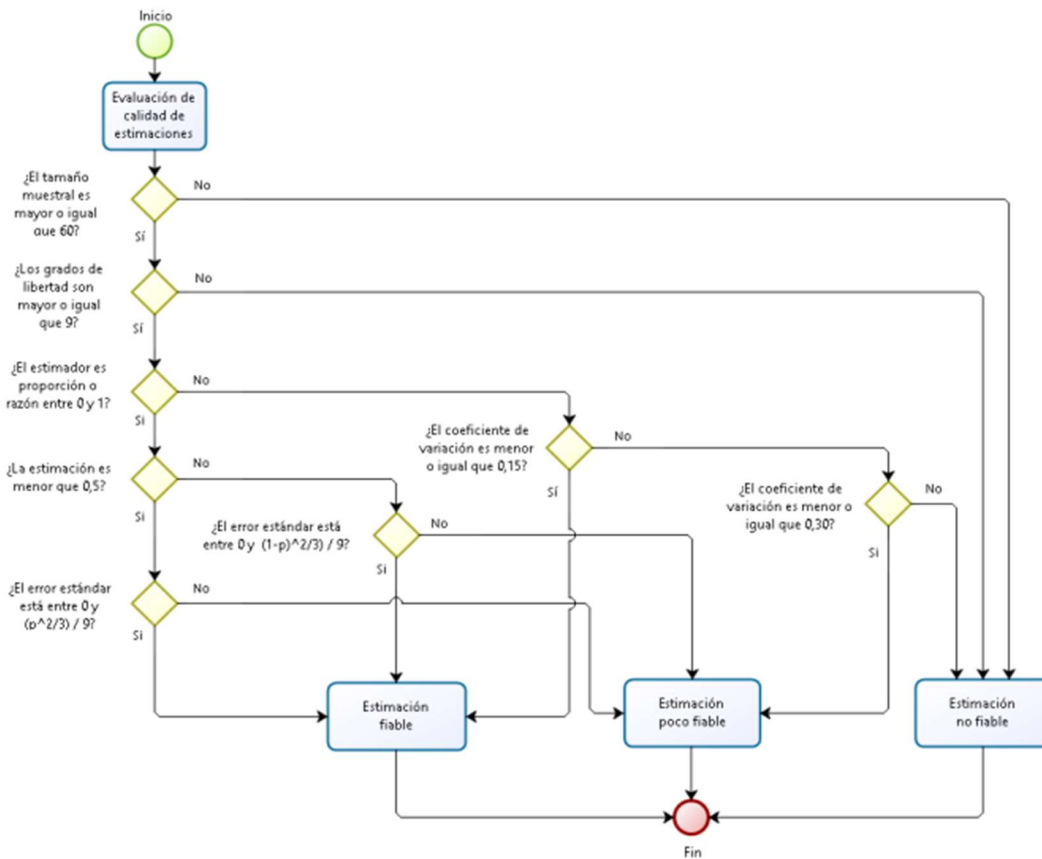 Inicio
Evaluación de
calidad de
estimaciones
¿El tamaño
muestral es
mayor o igual
que 60?
No
Sí
¿Los grados de
libertad son
mayor o igual
que 9?
No
Sí
¿El estimador es
proporción o
razón entre 0 y 1?
No
Si
¿El coeficiente de
variación es menor
o igual que 0,15?
No
Sí
¿La estimación es
menor que 0,5?
No
Si
¿El coeficiente de
variación es menor o
igual que 0,30?
No
Si
¿El error estándar está
entre 0 y (1-p)^2/3) / 9?
No
Si
¿El error estándar
está entre 0 y
(p^2/3) / 9?
No
Si
Estimación
fiable
Estimación
poco fiable
Estimación
no fiable
Fin